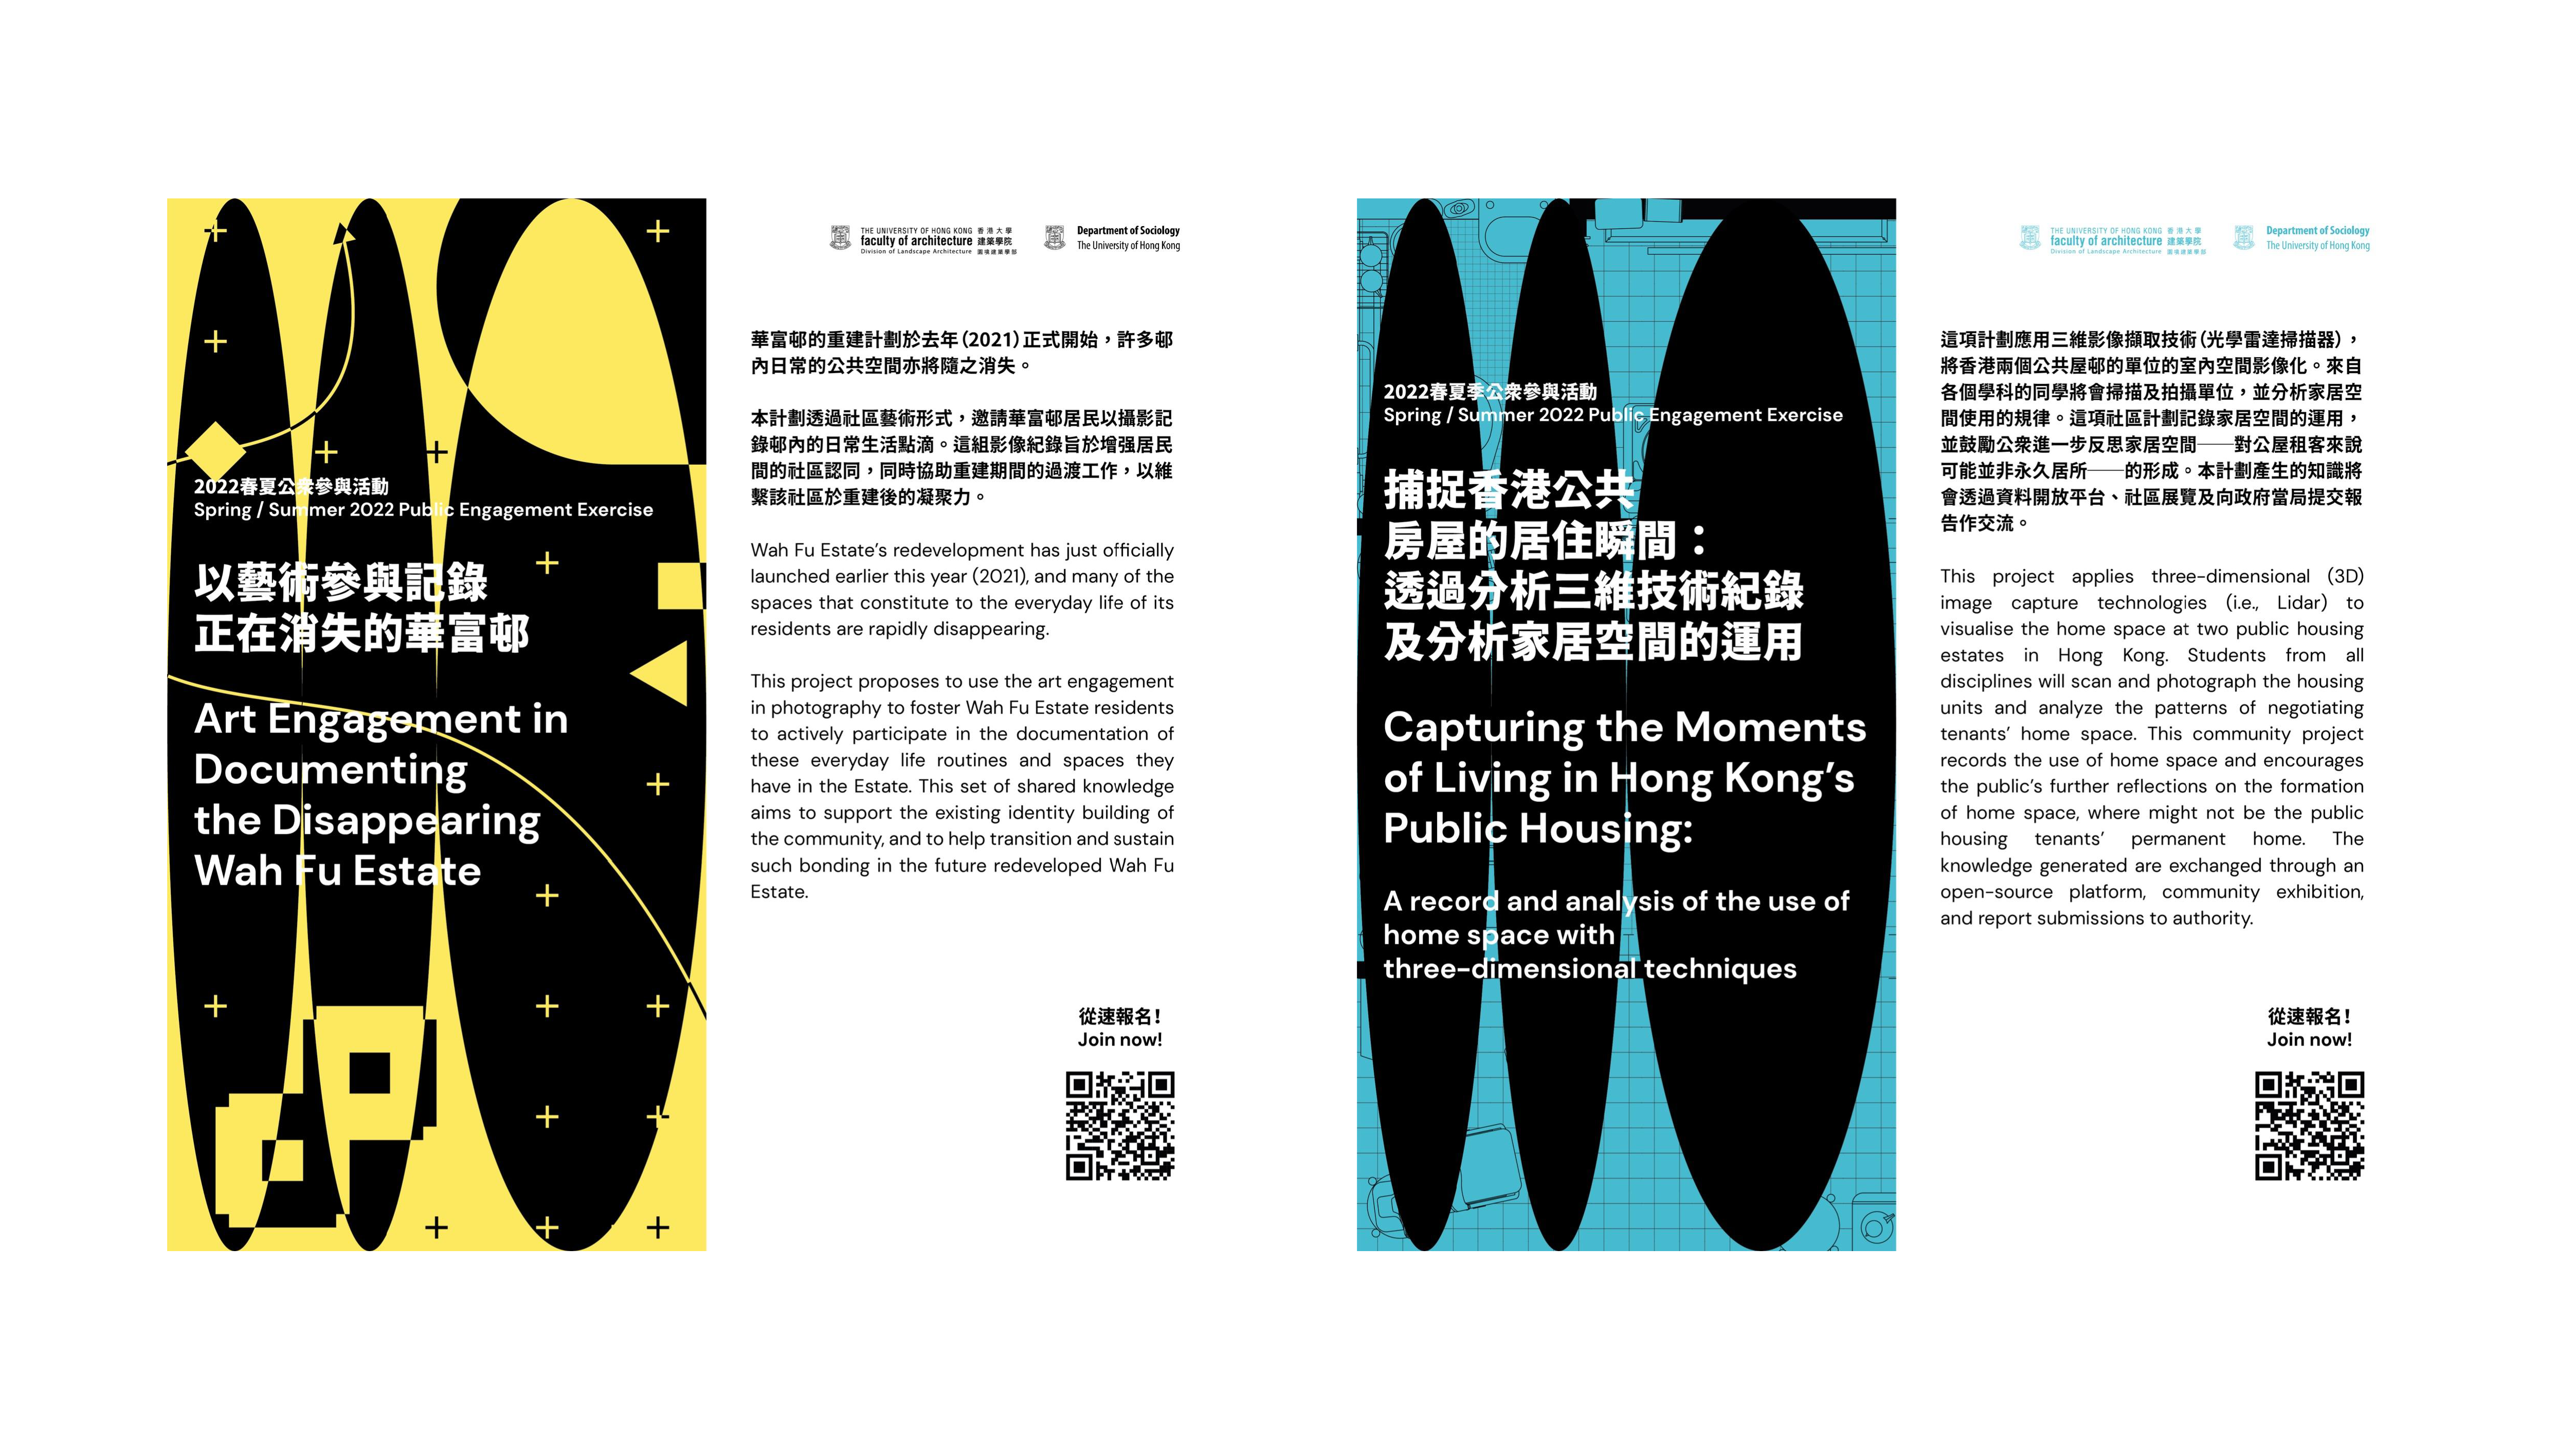 2022春夏公衆參與活動
Spring / Summer 2022 Public Engagement Exercise
以藝術參與記錄
正在消失的華富邨
Art Engagement in
Documenting
the Disappearing
Wah Fu Estate
THE UNIVERSITY OF HONG KONG 香港大學
faculty of architecture 建築學院
Division of Landscape Architecture 園境建築學部
Department of Sociology
The University of Hong Kong
華富邨的重建計劃於去年(2021)正式開始，許多邨
內日常的公共空間亦將隨之消失。
本計劃透過社區藝術形式，邀請華富邨居民以攝影記
錄邨內的日常生活點滴。這組影像紀錄旨於增强居民
間的社區認同，同時協助重建期間的過渡工作，以維
繫該社區於重建後的凝聚力。
Wah Fu Estate’s redevelopment has just officially
launched earlier this year (2021), and many of the
spaces that constitute to the everyday life of its
residents are rapidly disappearing.
This project proposes to use the art engagement
in photography to foster Wah Fu Estate residents
to actively participate in the documentation of
these everyday life routines and spaces they
have in the Estate. This set of shared knowledge
aims to support the existing identity building of
the community, and to help transition and sustain
such bonding in the future redeveloped Wah Fu
Estate.
從速報名！
Join now!
2022春夏季公衆參與活動
Spring / Summer 2022 Public Engagement Exercise
捕捉香港公共
房屋的居住瞬間：
透過分析三維技術紀錄
及分析家居空間的運用
Capturing the Moments
of Living in Hong Kong’s
Public Housing:
A record and analysis of the use of
home space with
three-dimensional techniques
THE UNIVERSITY OF HONG KONG 香港大學
faculty of architecture 建築學院
Division of Landscape Architecture 園境建築學部
Department of Sociology
The University of Hong Kong
這項計劃應用三維影像擷取技術(光學雷達掃描器)，
將香港兩個公共屋邨的單位的室內空間影像化。來自
各個學科的同學將會掃描及拍攝單位，並分析家居空
間使用的規律。這項社區計劃記錄家居空間的運用，
並鼓勵公衆進一步反思家居空間——對公屋租客來說
可能並非永久居所——的形成。本計劃產生的知識將
會透過資料開放平台、社區展覽及向政府當局提交報
告作交流。
This project applies three-dimensional (3D)
image capture technologies (i.e., Lidar) to
visualise the home space at two public housing
estates in Hong Kong. Students from all
disciplines will scan and photograph the housing
units and analyze the patterns of negotiating
tenants’ home space. This community project
records the use of home space and encourages
the public’s further reflections on the formation
of home space, where might not be the public
housing tenants’ permanent home. The
knowledge generated are exchanged through an
open-source platform, community exhibition,
and report submissions to authority.
從速報名！
Join now!